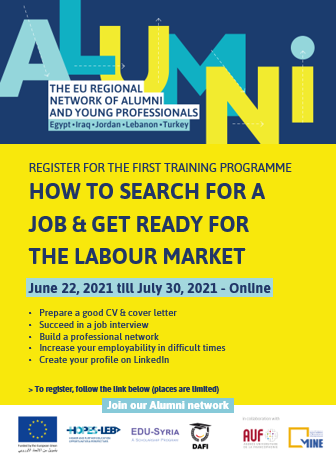 ALUMNi
THE EU REGIONAL
NETWORK OF ALUMNI
AND YOUNG PROFESSIONALS
Egypt • Iraq • Jordan • Lebanon • Turkey
REGISTER FOR THE FIRST TRAINING PROGRAMME
HOW TO SEARCH FOR A
JOB & GET READY FOR
THE LABOUR MARKET
June 22, 2021 till July 30, 2021 - Online
• Prepare a good CV & cover letter
• Succeed in a job interview
• Build a professional network
• Increase your employability in difficult times
• Create your profile on LinkedIn
> To register, follow the link below (places are limited)
Join our Alumni network
HOPES-LEB
EDU-SYRIA
DAFI
AUF
MINE